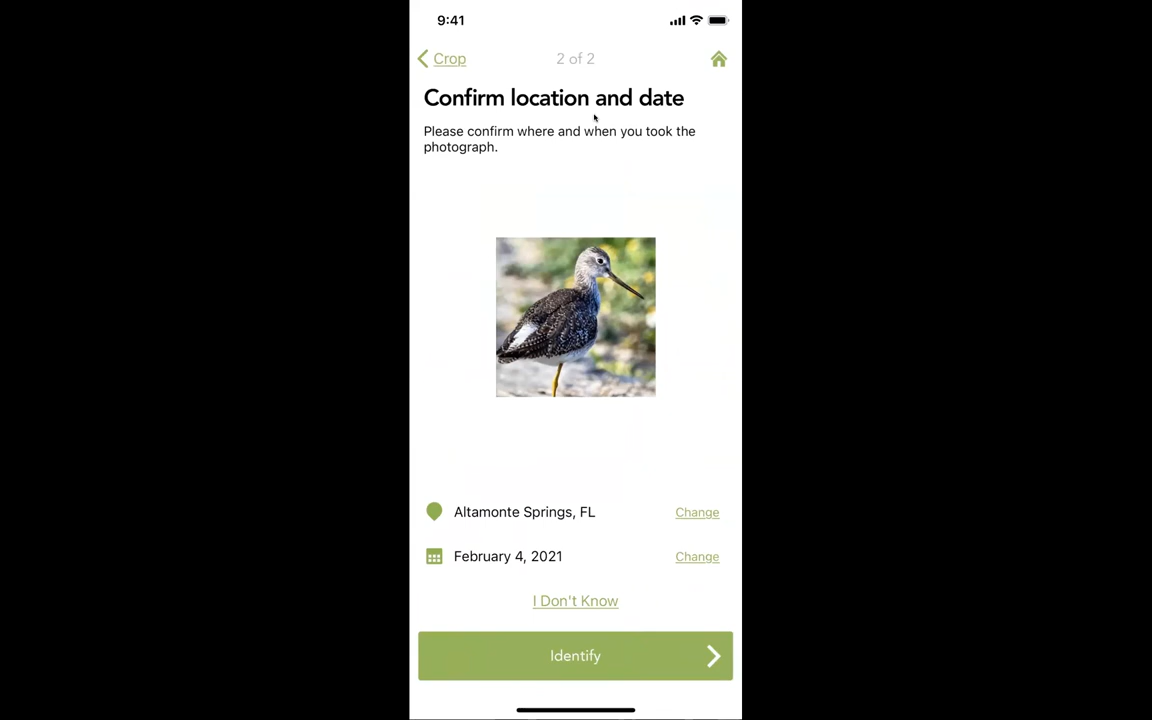 9:41
Crop
2 of 2
Confirm location and date
Please confirm where and when you took the
photograph.
Altamonte Springs, FL
Change
February 4, 2021
Change
I Don't Know
Identify